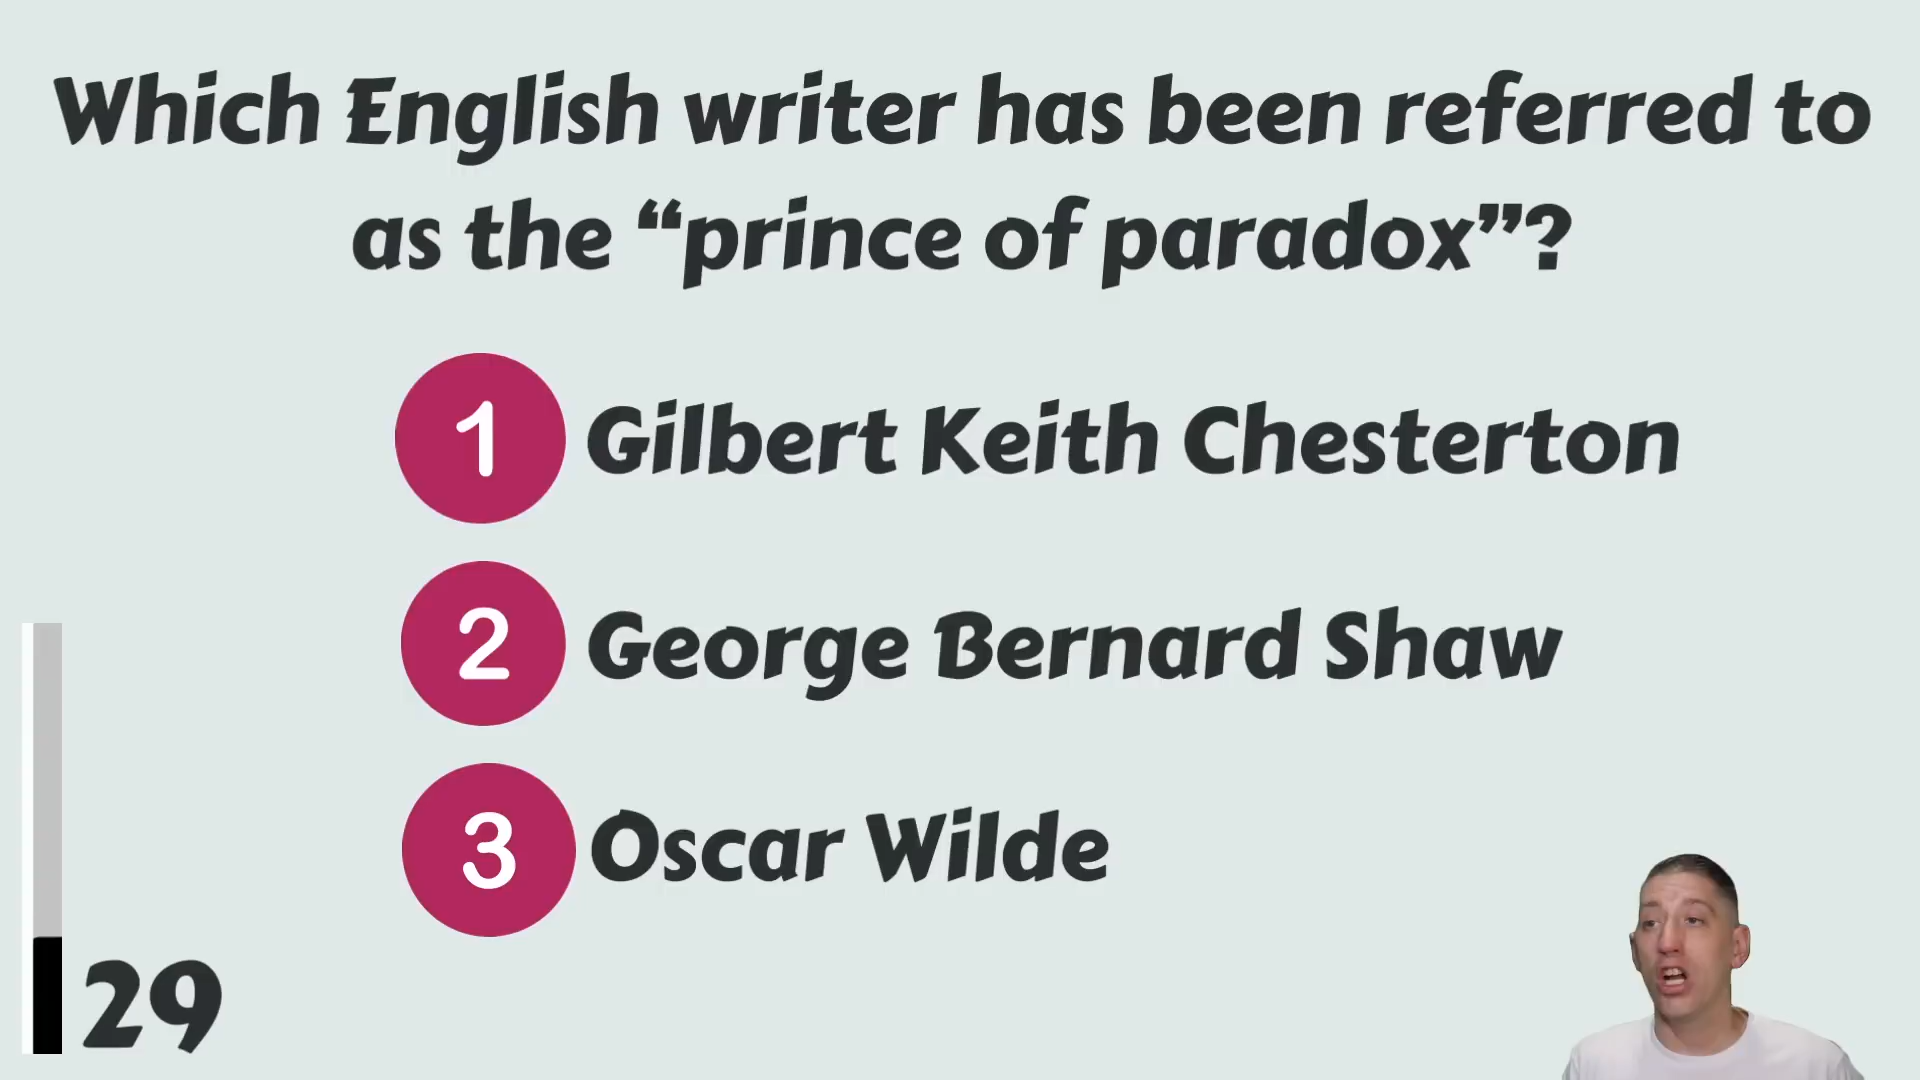 Which English writer has been referred to
as the “prince of paradox”?
1 Gilbert Keith Chesterton
2 George Bernard Shaw
3 Oscar Wilde
29